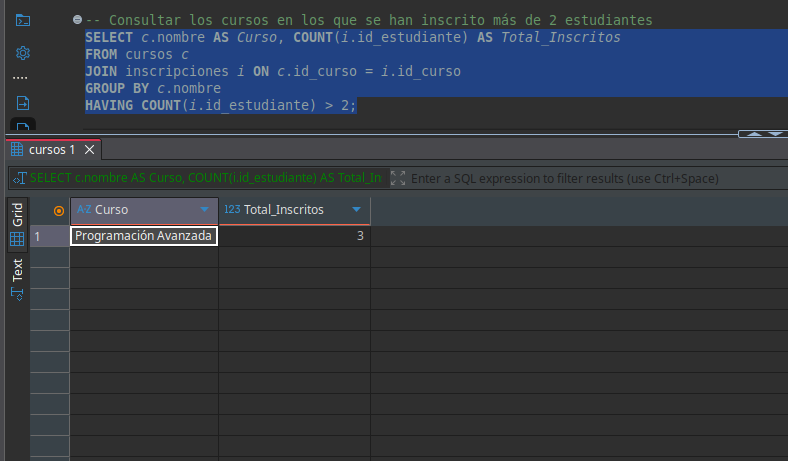 -- Consultar los cursos en los que se han inscrito más de 2 estudiantes
SELECT c.nombre AS Curso, COUNT(i.id_estudiante) AS Total_Inscritos
FROM cursos c
JOIN inscripciones i ON c.id_curso = i.id_curso
GROUP BY c.nombre
HAVING COUNT(i.id_estudiante) > 2;
cursos 1
SELECT c.nombre AS Curso, COUNT(i.id_estudiante) AS Total_In
Enter a SQL expression to filter results (use Ctrl+Space)
Grid
Text
A-Z Curso
123 Total_Inscritos
1
Programación Avanzada
3